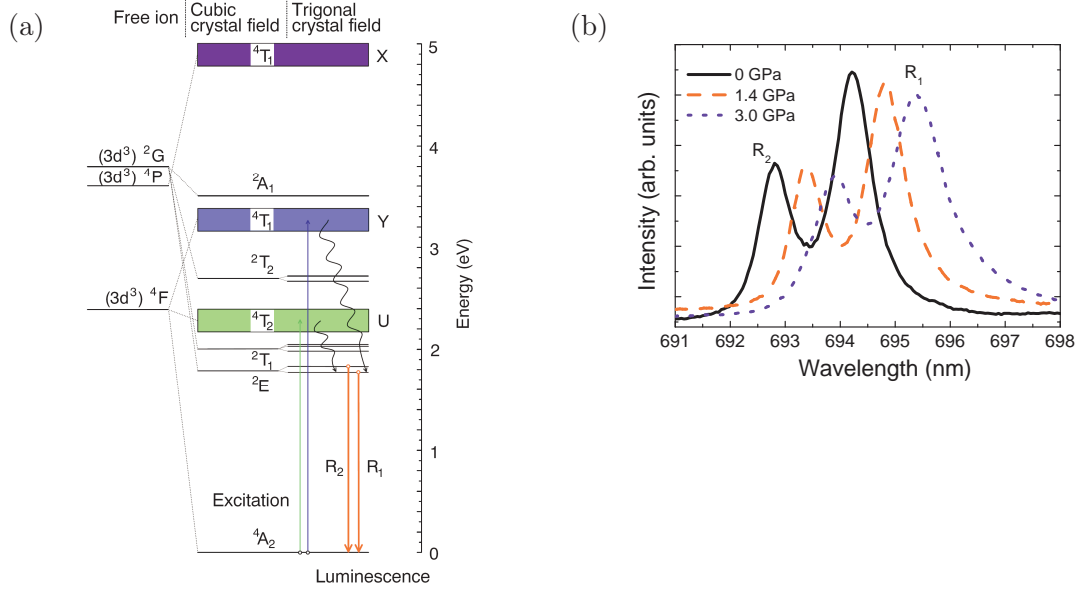 (a)
Free ion
Cubic
crystal field
Trigonal
crystal field
⁴T₁
X
5
(3d³) ²G
4
(3d³) ⁴P
²A₁
⁴T₁
Y
3
²T₂
(3d³) ⁴F
⁴T₂
U
2
²T₁
²E
1
R₂
R₁
Excitation
⁴A₂
0
Luminescence
Energy (eV)
(b)
0 GPa
1.4 GPa
3.0 GPa
R₂
R₁
Intensity (arb. units)
691 692 693 694 695 696 697 698
Wavelength (nm)